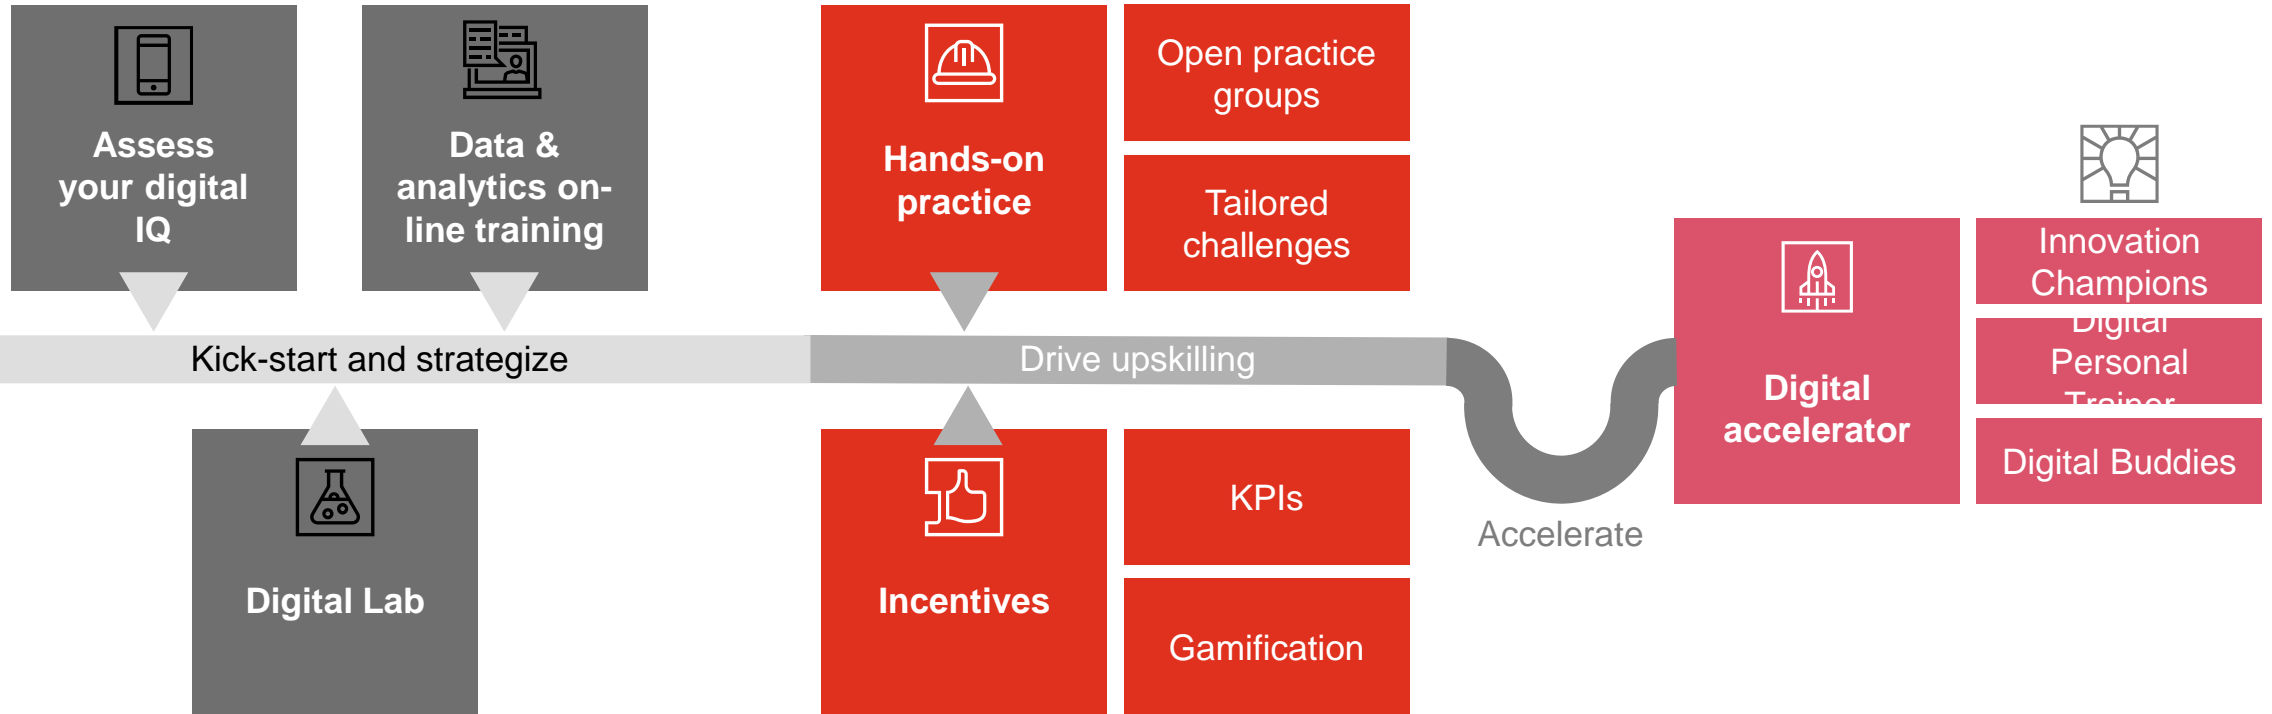 Assess
your digital
IQ
Data &
analytics on-
line training
Hands-on
practice
Open practice
groups
Tailored
challenges
Innovation
Champions
Digital
Personal
Trainer
Digital Buddies
Digital
accelerator
Kick-start and strategize
Drive upskilling
Accelerate
Digital Lab
Incentives
KPIs
Gamification